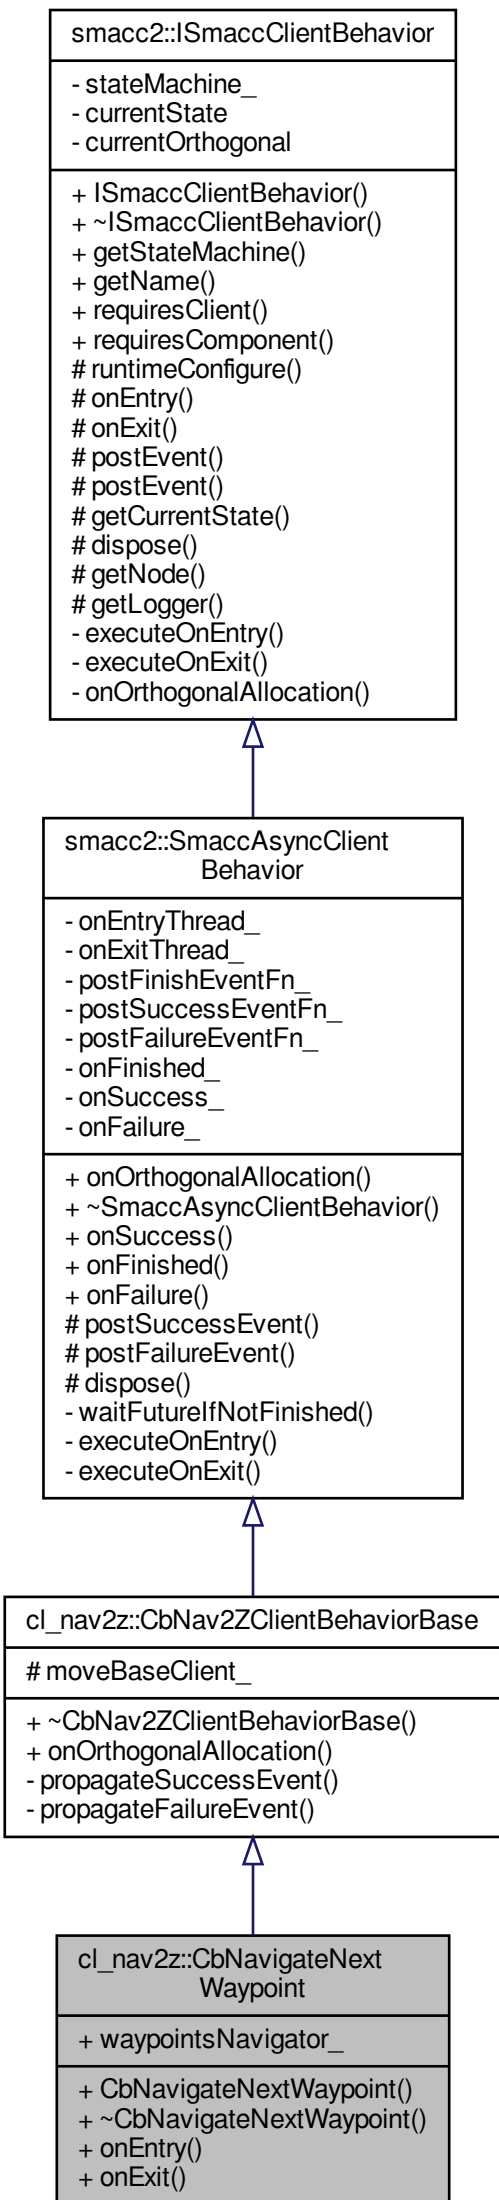 smacc2::ISmaccClientBehavior
- stateMachine_
- currentState
- currentOrthogonal
+ ISmaccClientBehavior()
+ ~ISmaccClientBehavior()
+ getStateMachine()
+ getName()
+ requiresClient()
+ requiresComponent()
# runtimeConfigure()
# onEntry()
# onExit()
# postEvent()
# postEvent()
# getCurrentState()
# dispose()
# getNode()
# getLogger()
- executeOnEntry()
- executeOnExit()
- onOrthogonalAllocation()
smacc2::SmaccAsyncClient
Behavior
- onEntryThread_
- onExitThread_
- postFinishEventFn_
- postSuccessEventFn_
- postFailureEventFn_
- onFinished_
- onSuccess_
- onFailure_
+ onOrthogonalAllocation()
+ ~SmaccAsyncClientBehavior()
+ onSuccess()
+ onFinished()
+ onFailure()
# postSuccessEvent()
# postFailureEvent()
# dispose()
- waitFutureIfNotFinished()
- executeOnEntry()
- executeOnExit()
cl_nav2z::CbNav2ZClientBehaviorBase
# moveBaseClient_
+ ~CbNav2ZClientBehaviorBase()
+ onOrthogonalAllocation()
- propagateSuccessEvent()
- propagateFailureEvent()
cl_nav2z::CbNavigateNext
Waypoint
+ waypointsNavigator_
+ CbNavigateNextWaypoint()
+ ~CbNavigateNextWaypoint()
+ onEntry()
+ onExit()